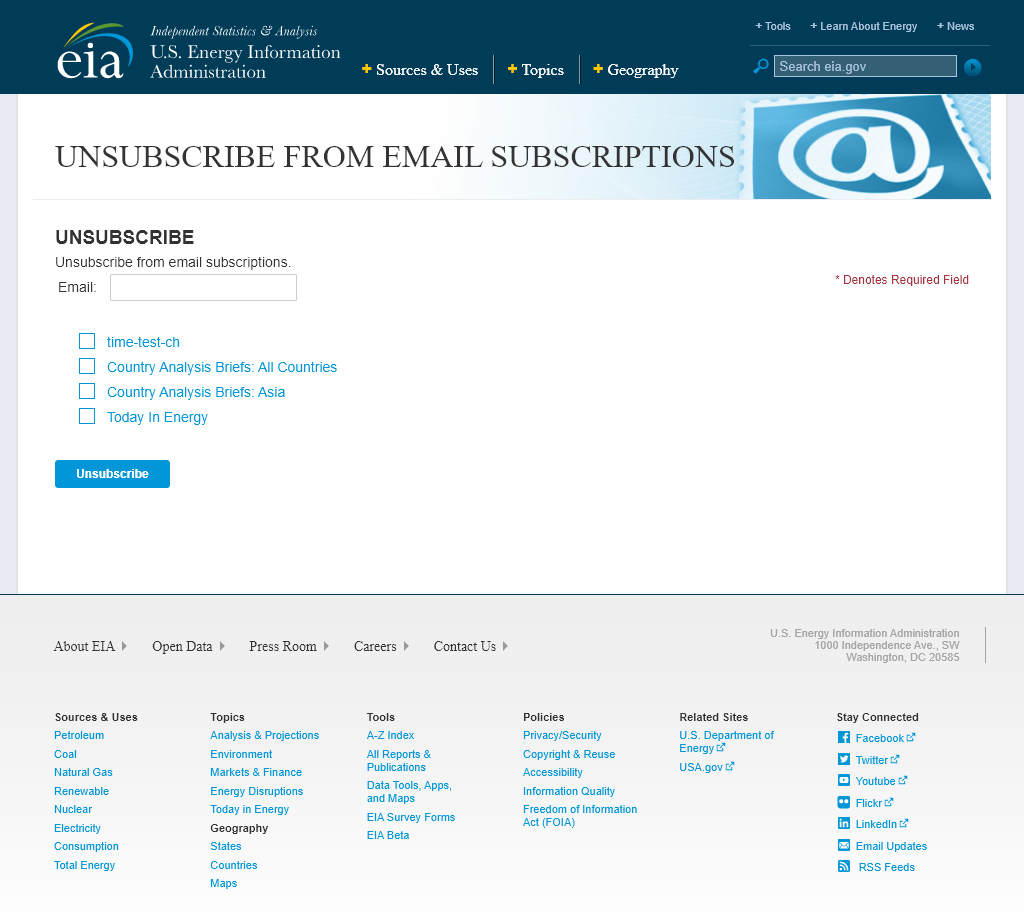 eia
Independent Statistics & Analysis
U.S. Energy Information
Administration
+ Sources & Uses
+ Topics
+ Geography
+ Tools
+ Learn About Energy
+ News
Search eia.gov
UNSUBSCRIBE FROM EMAIL SUBSCRIPTIONS
@
UNSUBSCRIBE
Unsubscribe from email subscriptions.
Email:
* Denotes Required Field
time-test-ch
Country Analysis Briefs: All Countries
Country Analysis Briefs: Asia
Today In Energy
Unsubscribe
About EIA
Open Data
Press Room
Careers
Contact Us
U.S. Energy Information Administration
1000 Independence Ave., SW
Washington, DC 20585
Sources & Uses
Petroleum
Coal
Natural Gas
Renewable
Nuclear
Electricity
Consumption
Total Energy
Topics
Analysis & Projections
Environment
Markets & Finance
Energy Disruptions
Today in Energy
Geography
States
Countries
Maps
Tools
A-Z Index
All Reports &
Publications
Data Tools, Apps,
and Maps
EIA Survey Forms
EIA Beta
Policies
Privacy/Security
Copyright & Reuse
Accessibility
Information Quality
Freedom of Information
Act (FOIA)
Related Sites
U.S. Department of
Energy
USA.gov
Stay Connected
Facebook
Twitter
Youtube
Flickr
LinkedIn
Email Updates
RSS Feeds